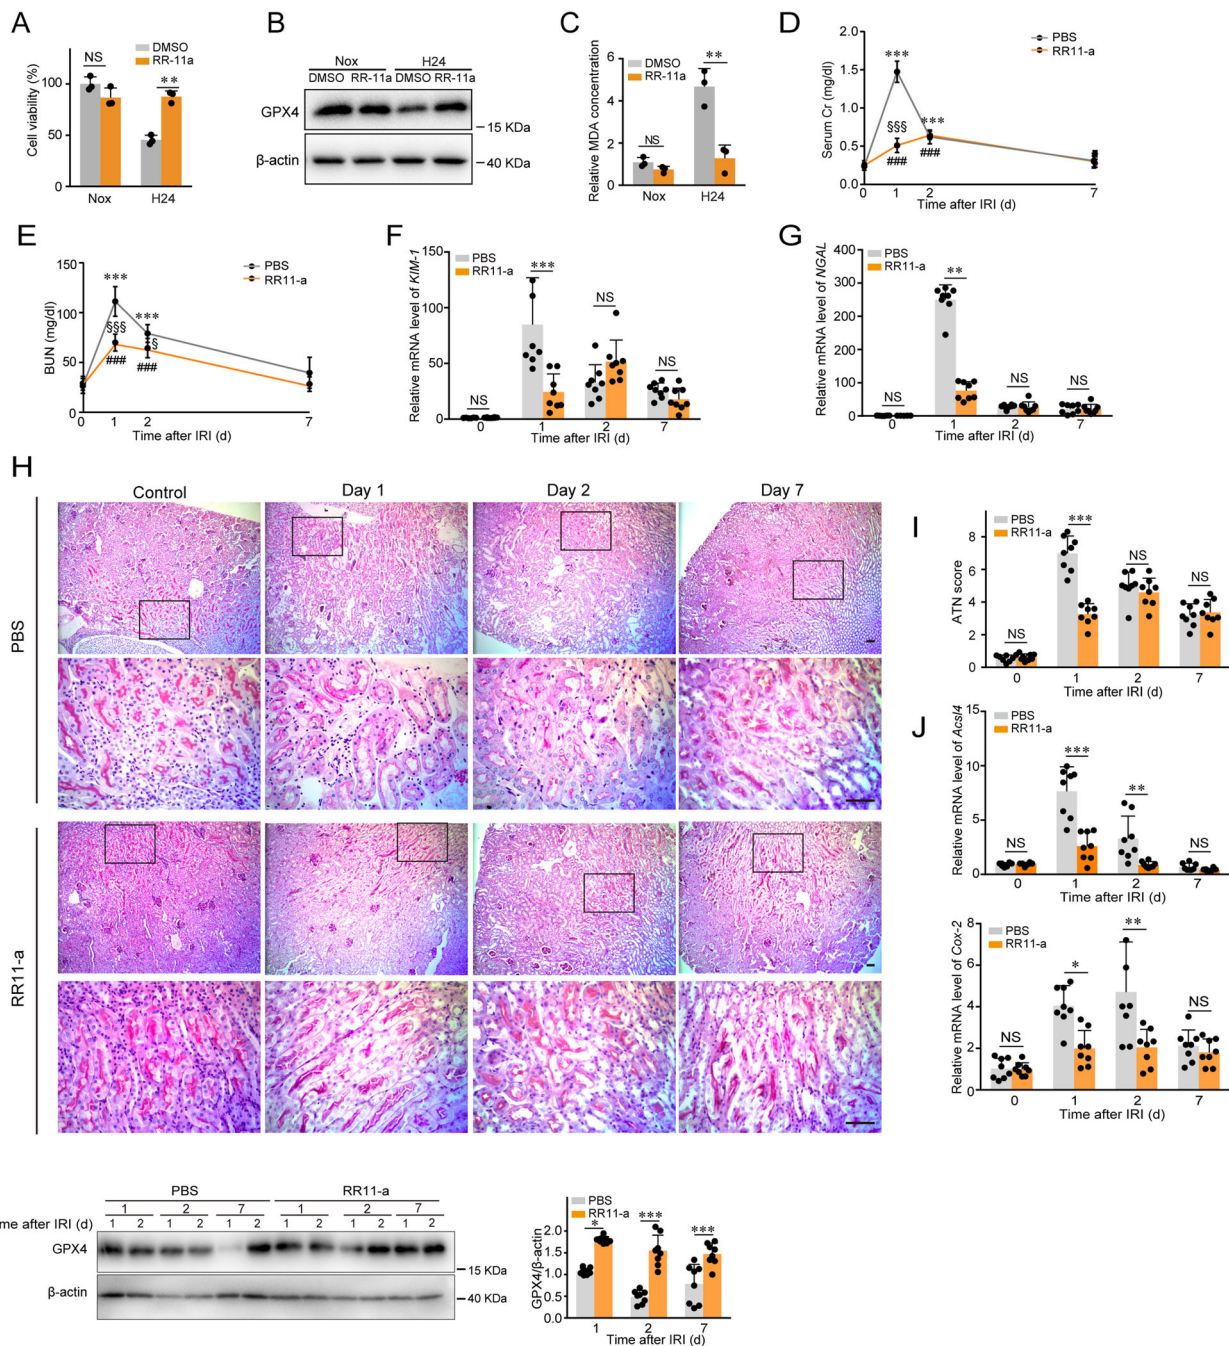 A
Cell viability (%)
150
100
50
0
NS
**
DMSO
RR-11a
Nox
H24
B
Nox
H24
DMSO RR-11a DMSO RR-11a
GPX4
15 KDa
β-actin
40 KDa
C
Relative MDA concentration
6
4
2
0
DMSO
RR-11a
NS
**
Nox
H24
D
Serum Cr (mg/dl)
2.0
1.5
1.0
0.5
0.0
PBS
RR11-a
***
§§§
###
***
###
0 1 2 7
Time after IRI (d)
E
BUN (mg/dl)
150
100
50
0
PBS
RR11-a
***
§§§
###
***
§
###
0 1 2 7
Time after IRI (d)
F
Relative mRNA level of KIM-1
150
100
50
0
PBS
RR11-a
NS
***
NS
NS
0 1 2 7
Time after IRI (d)
G
Relative mRNA level of NGAL
400
300
250
200
100
0
PBS
RR11-a
NS
**
NS
NS
0 1 2 7
Time after IRI (d)
H
Control Day 1 Day 2 Day 7
PBS
RR11-a
I
ATN score
8
6
4
2
0
PBS
RR11-a
NS
***
NS
NS
0 1 2 7
Time after IRI (d)
J
Relative mRNA level of Acsl4
15
10
5
0
PBS
RR11-a
NS
***
**
NS
0 1 2 7
Time after IRI (d)
Relative mRNA level of Cox-2
8
6
4
2
0
PBS
RR11-a
NS
*
**
NS
0 1 2 7
Time after IRI (d)
PBS RR11-a
1 2 7 1 2 7
me after IRI (d) 1 2 1 2 1 2 1 2 1 2 1 2
GPX4
15 KDa
β-actin
40 KDa
GPX4/β-actin
2.0
1.5
1.0
0.5
0.0
PBS
RR11-a
*
***
***
1 2 7
Time after IRI (d)